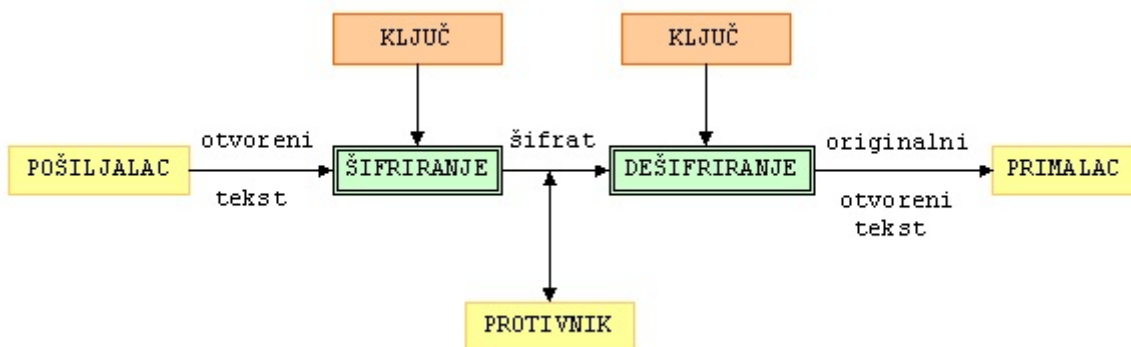 KLJUČ
KLJUČ
otvoreni
šifrat
originalni
POŠILJALAC
ŠIFRIRANJE
DEŠIFRIRANJE
PRIMALAC
tekst
otvoreni
tekst
PROTIVNIK